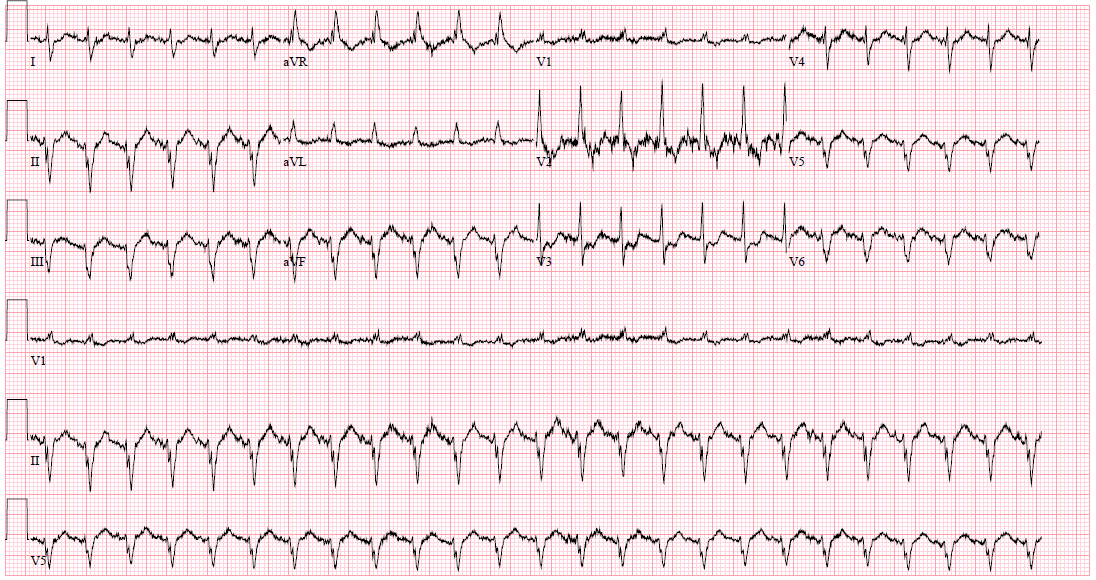 I aVR V1 V4
II aVL V2 V5
III aVF V3 V6
V1
II
V5